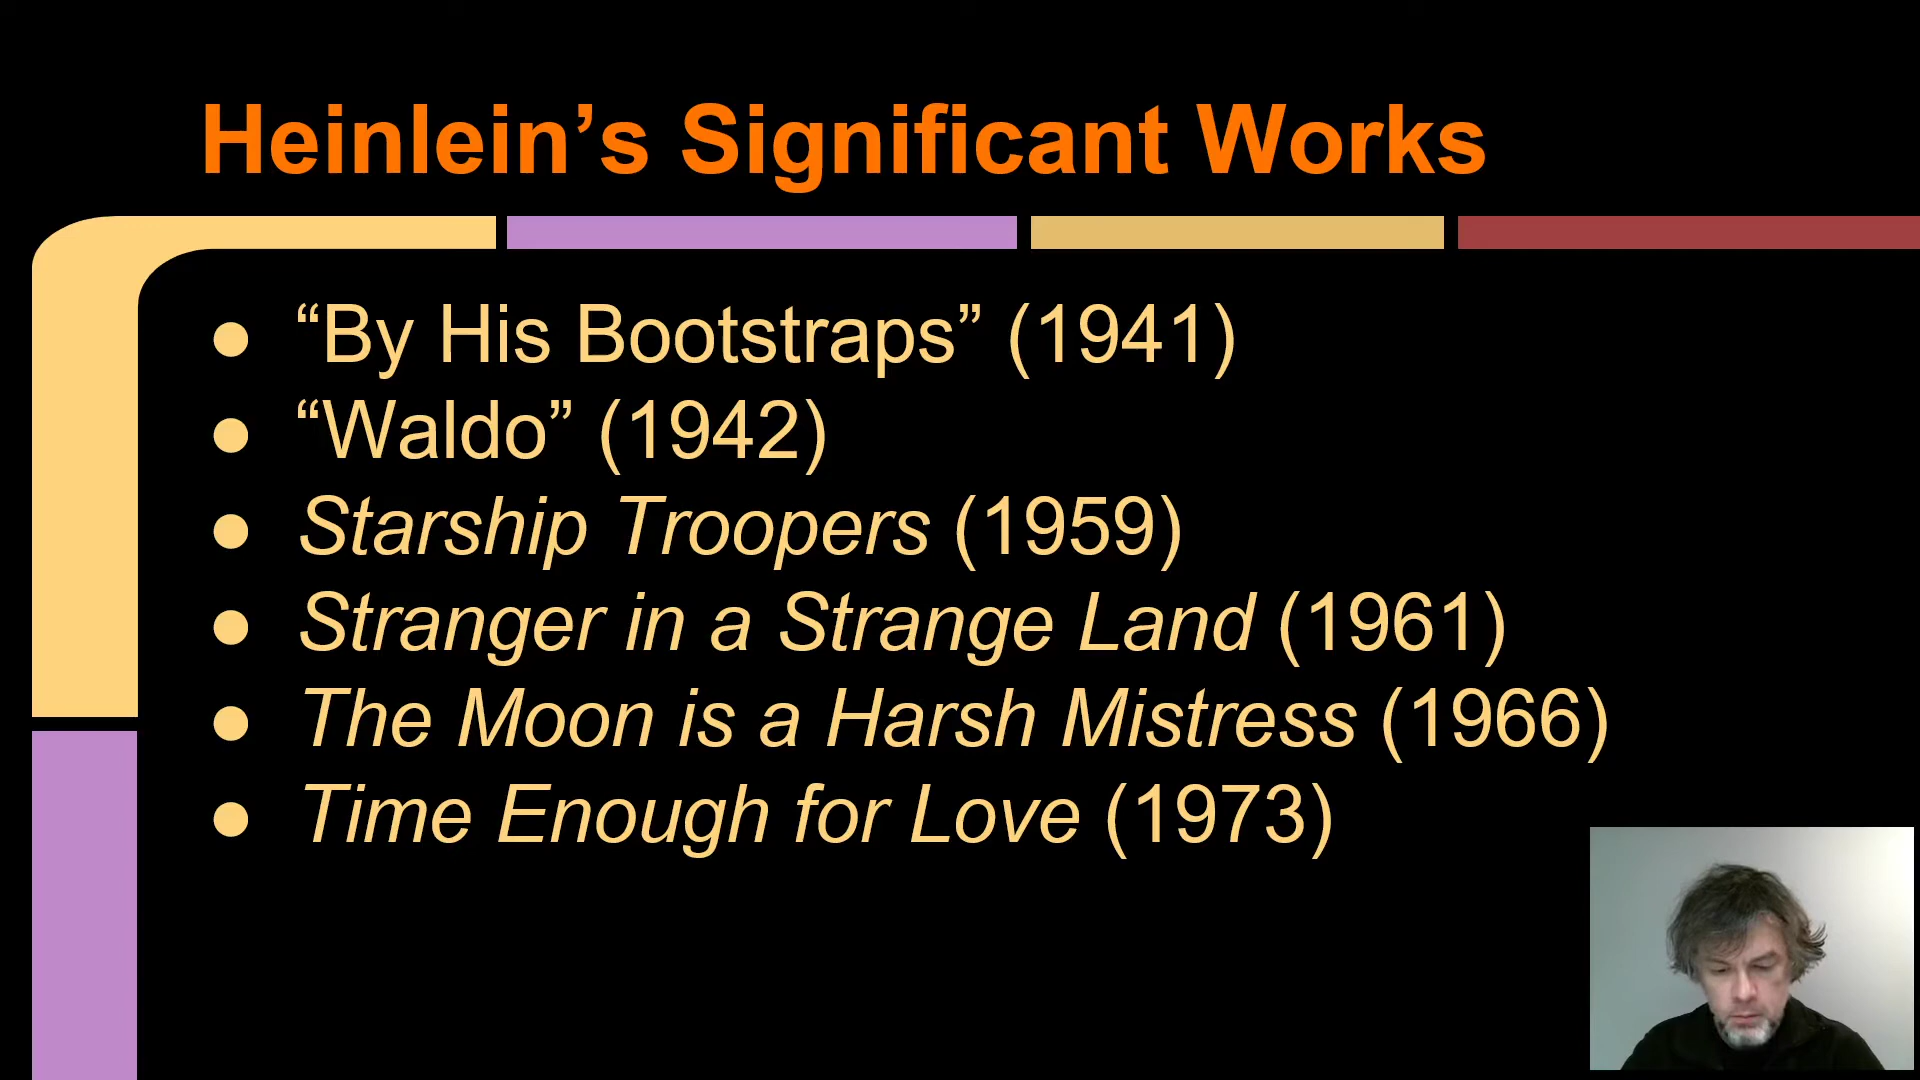 Heinlein’s Significant Works
● “By His Bootstraps” (1941)
● “Waldo” (1942)
● Starship Troopers (1959)
● Stranger in a Strange Land (1961)
● The Moon is a Harsh Mistress (1966)
● Time Enough for Love (1973)